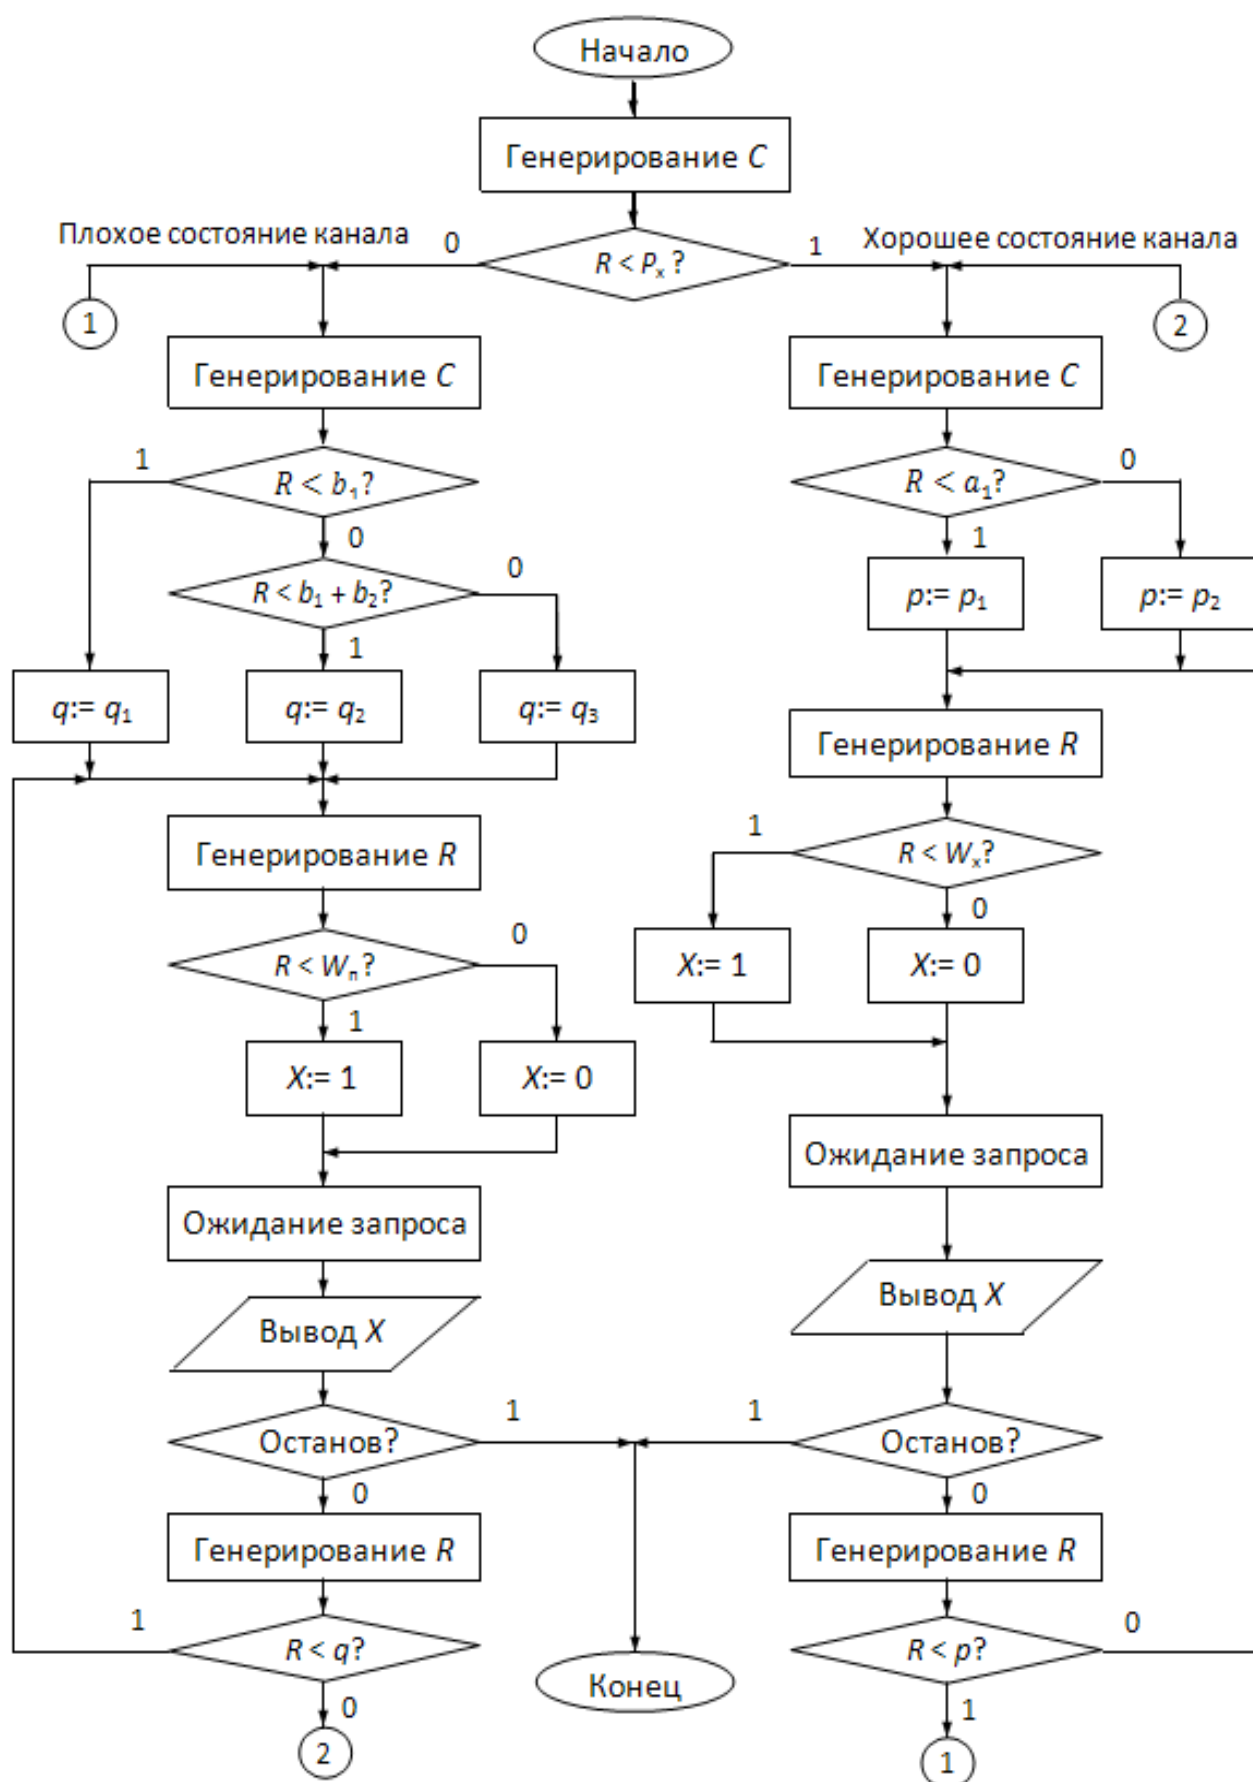 Начало
Генерирование C
Плохое состояние канала
0
R < Pₓ ?
1
Хорошее состояние канала
1
2
Генерирование C
Генерирование C
1
R < b₁?
R < a₁?
0
0
1
R < b₁ + b₂?
0
p:= p₁
p:= p₂
1
q:= q₁
q:= q₂
q:= q₃
Генерирование R
Генерирование R
1
R < Wₓ?
0
R < Wп?
0
X:= 1
X:= 0
1
X:= 1
X:= 0
Ожидание запроса
Ожидание запроса
Вывод X
Вывод X
Останов?
1
1
Останов?
0
0
Генерирование R
Генерирование R
1
R < q?
Конец
R < p?
0
0
1
2
1